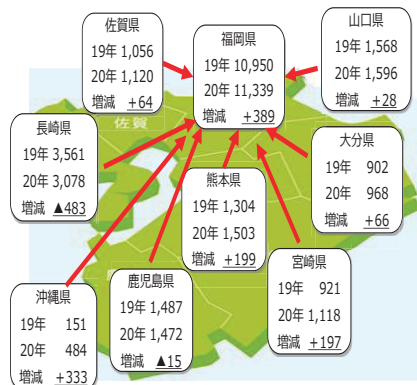 佐賀県
19年 1,056
20年 1,120
増減 +64
福岡県
19年 10,950
20年 11,339
増減 +389
山口県
19年 1,568
20年 1,596
増減 +28
佐賀
長崎県
19年 3,561
20年 3,078
増減 ▲483
大分県
19年 902
20年 968
増減 +66
熊本県
19年 1,304
20年 1,503
増減 +199
宮崎県
19年 921
20年 1,118
増減 +197
鹿児島県
19年 1,487
20年 1,472
増減 ▲15
沖縄県
19年 151
20年 484
増減 +333